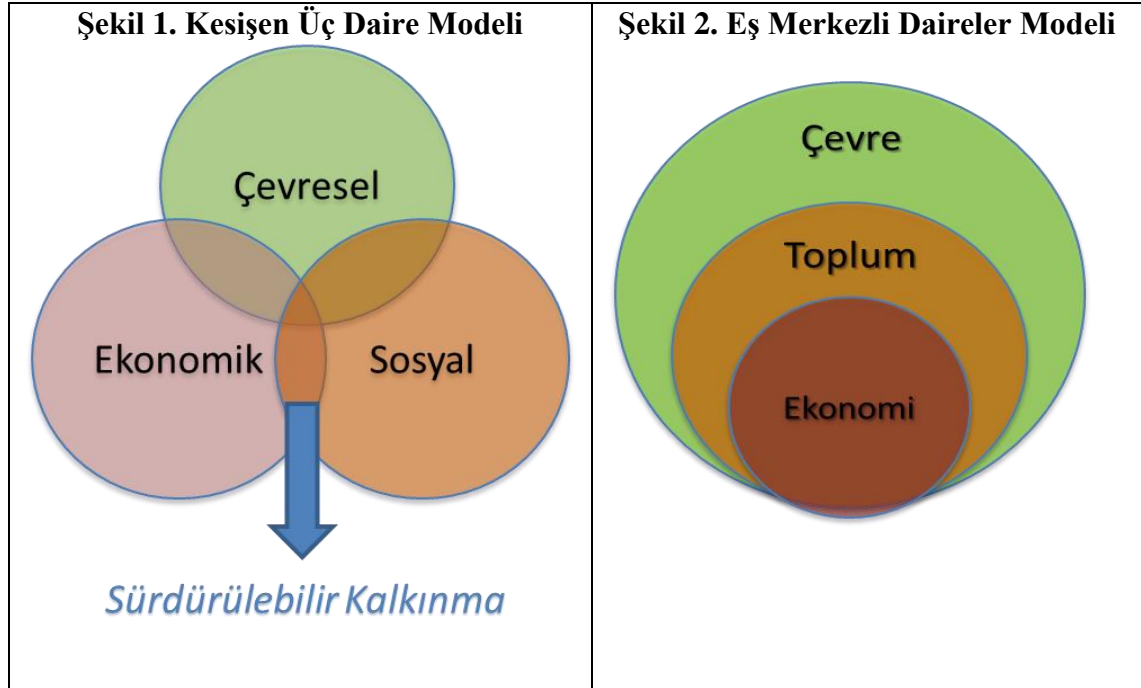 Şekil 1. Kesişen Üç Daire Modeli
Çevresel
Ekonomik
Sosyal
Sürdürülebilir Kalkınma
Şekil 2. Eş Merkezli Daireler Modeli
Çevre
Toplum
Ekonomi